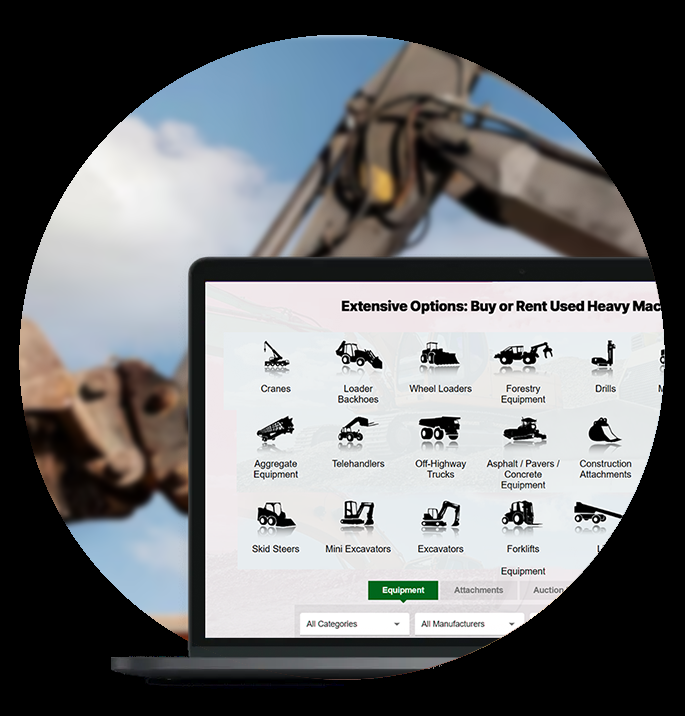 Extensive Options: Buy or Rent Used Heavy
Cranes
Loader
Backhoes
Wheel Loaders
Forestry
Equipment
Drills
Aggregate
Equipment
Telehandlers
Off-Highway
Trucks
Asphalt / Pavers /
Concrete
Equipment
Construction
Attachments
Skid Steers
Mini Excavators
Excavators
Forklifts
Equipment
Equipment
Attachments
Auction
All Categories
All Manufacturers